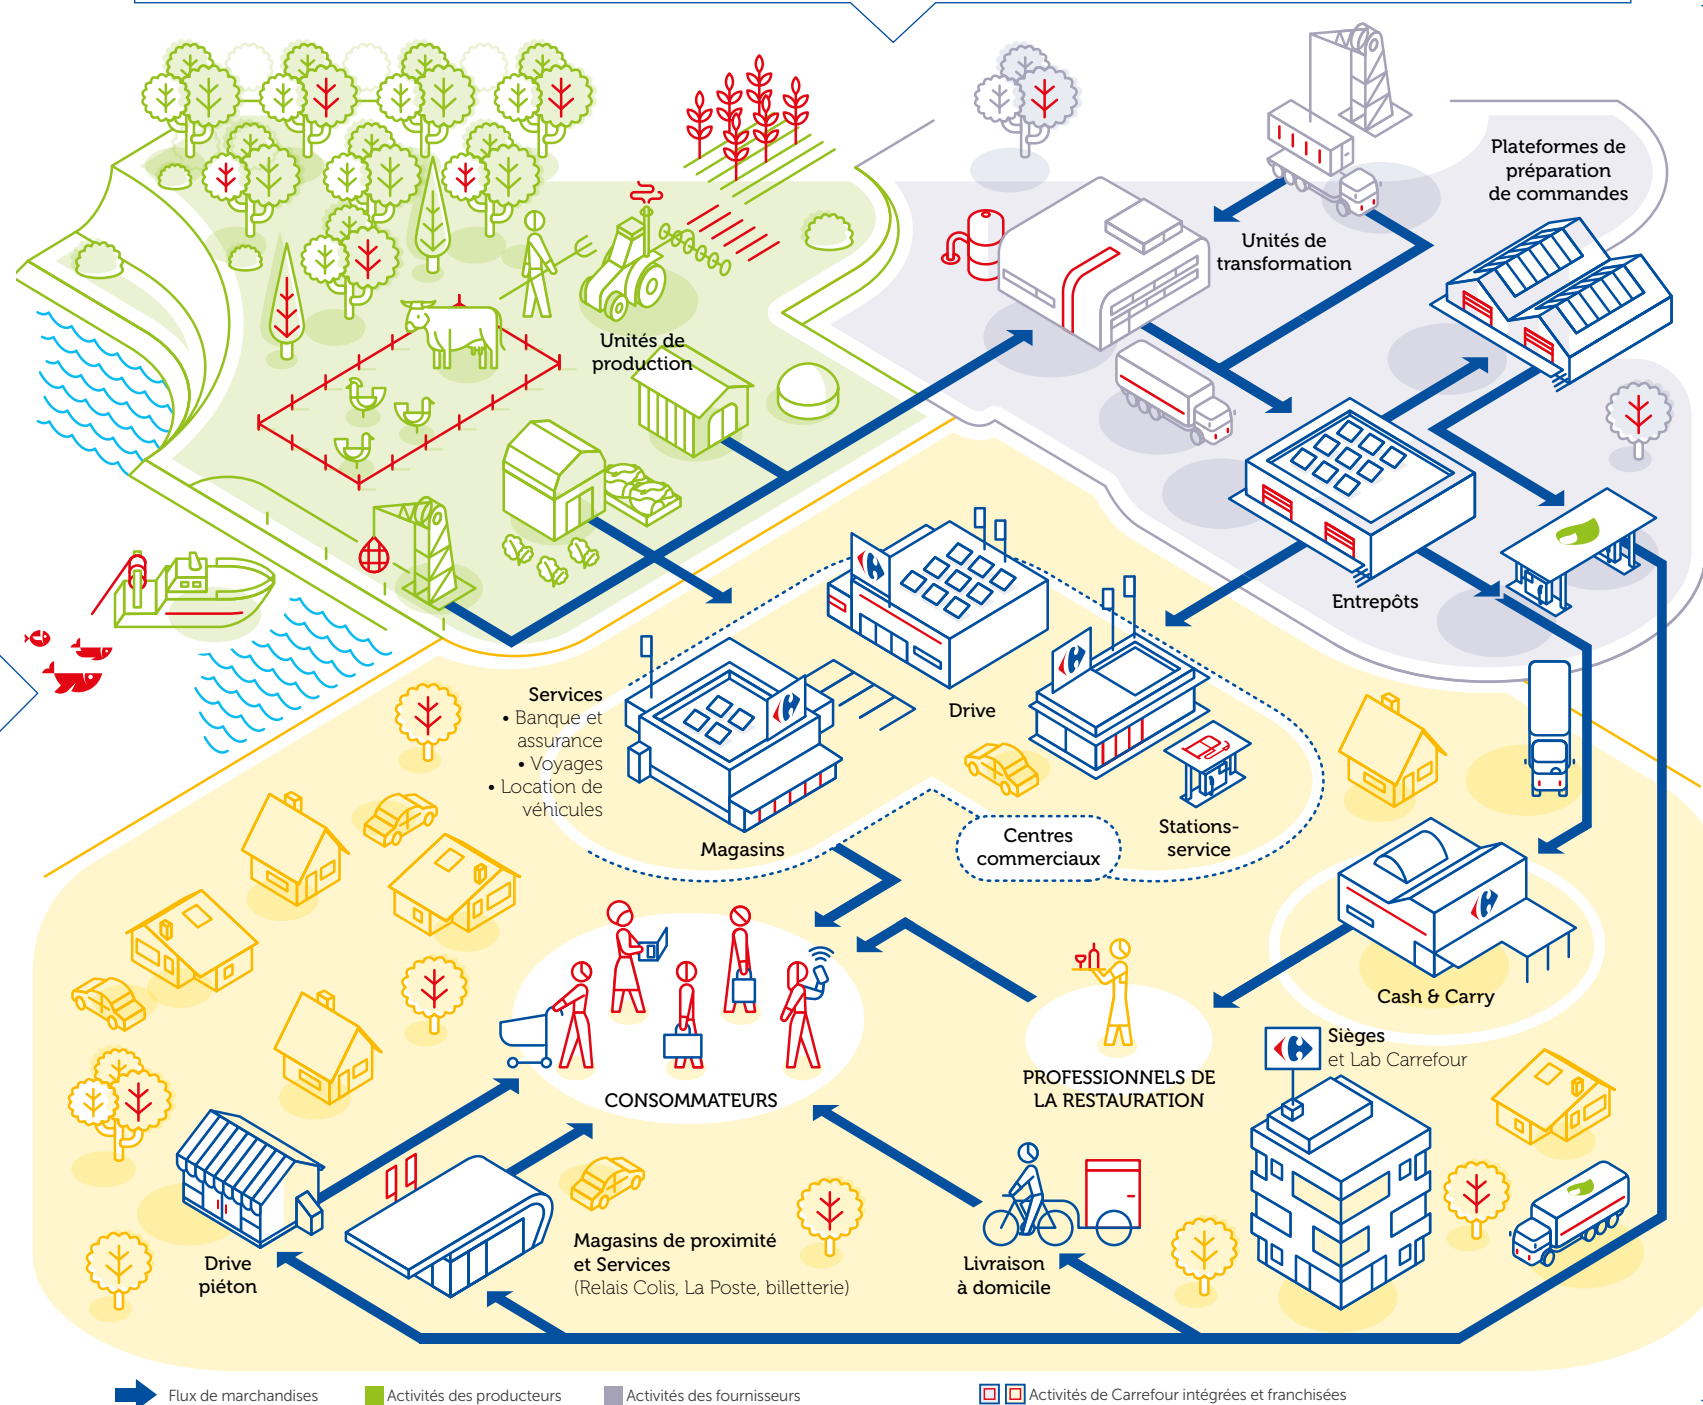 Plateformes de
préparation
de commandes
Unités de
transformation
Unités de
production
Entrepôts
Services
• Banque et
assurance
• Voyages
• Location de
véhicules
Drive
Magasins
Centres
commerciaux
Stations-
service
Cash & Carry
Sièges
et Lab Carrefour
CONSOMMATEURS
PROFESSIONNELS DE
LA RESTAURATION
Drive
piéton
Magasins de proximité
et Services
(Relais Colis, La Poste, billetterie)
Livraison
à domicile
Flux de marchandises
Activités des producteurs
Activités des fournisseurs
Activités de Carrefour intégrées et franchisées